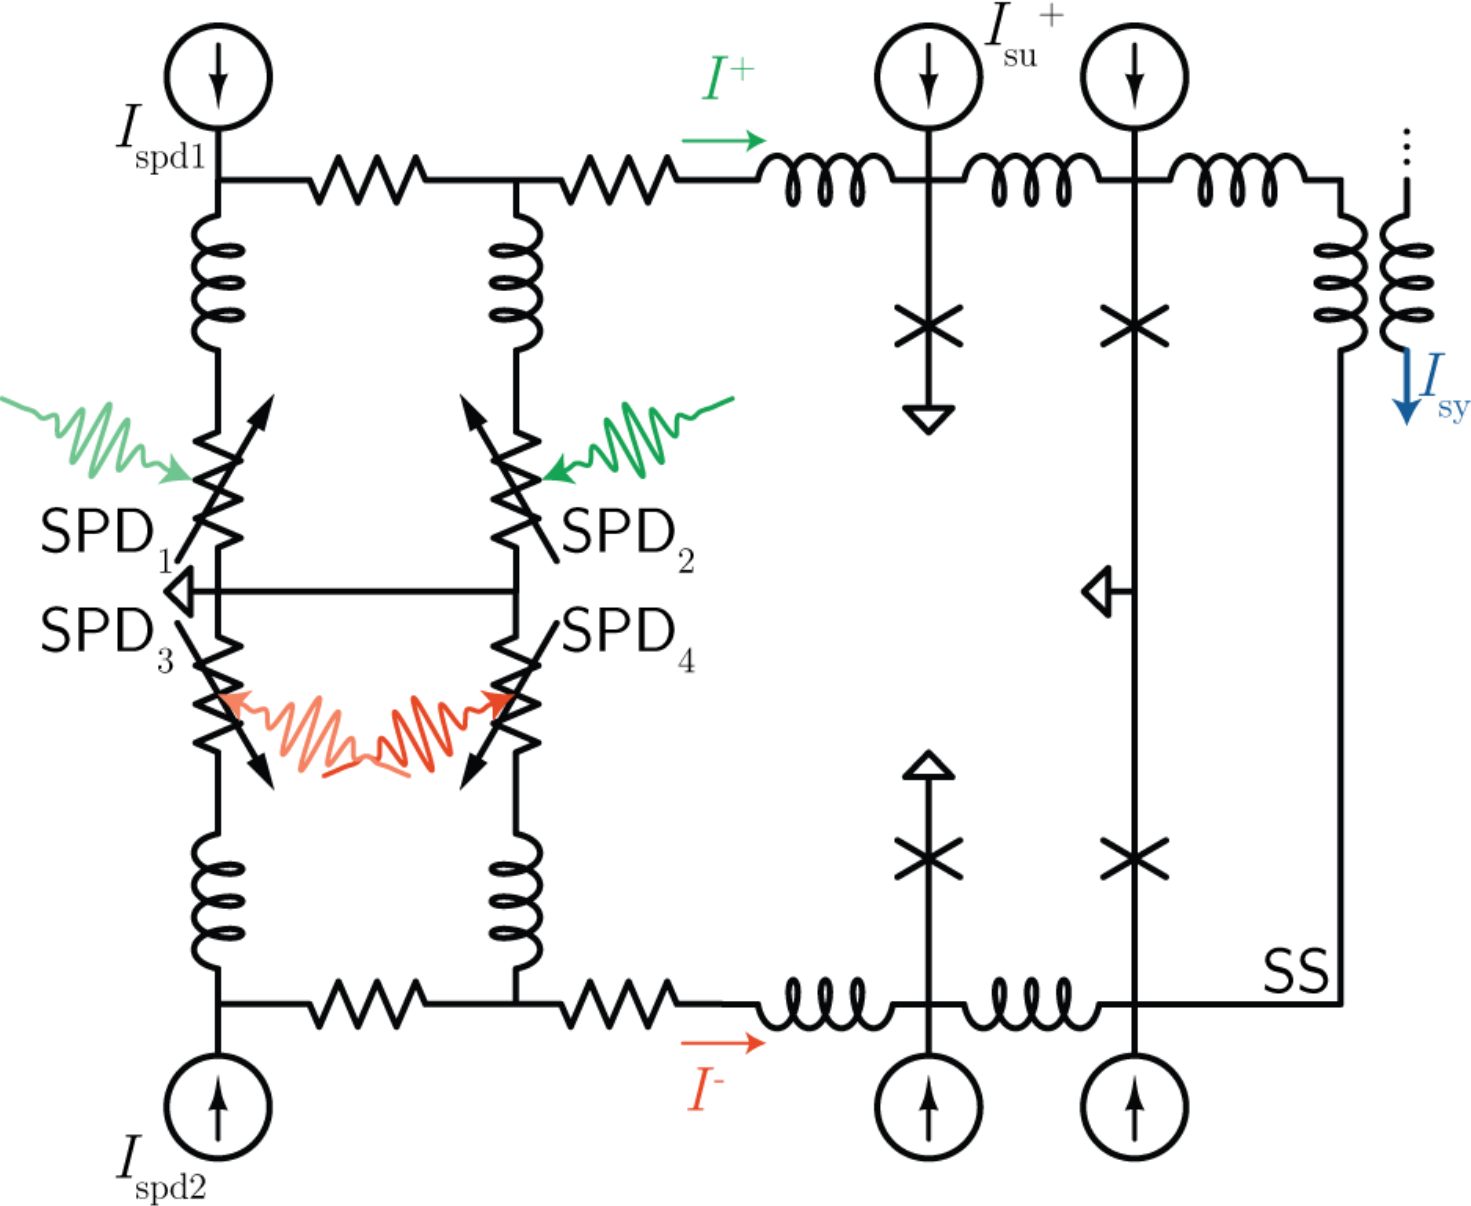 I_spd1
I^+
I_su^+
I_sy
SPD_1
SPD_2
SPD_3
SPD_4
SS
I^-
I_spd2